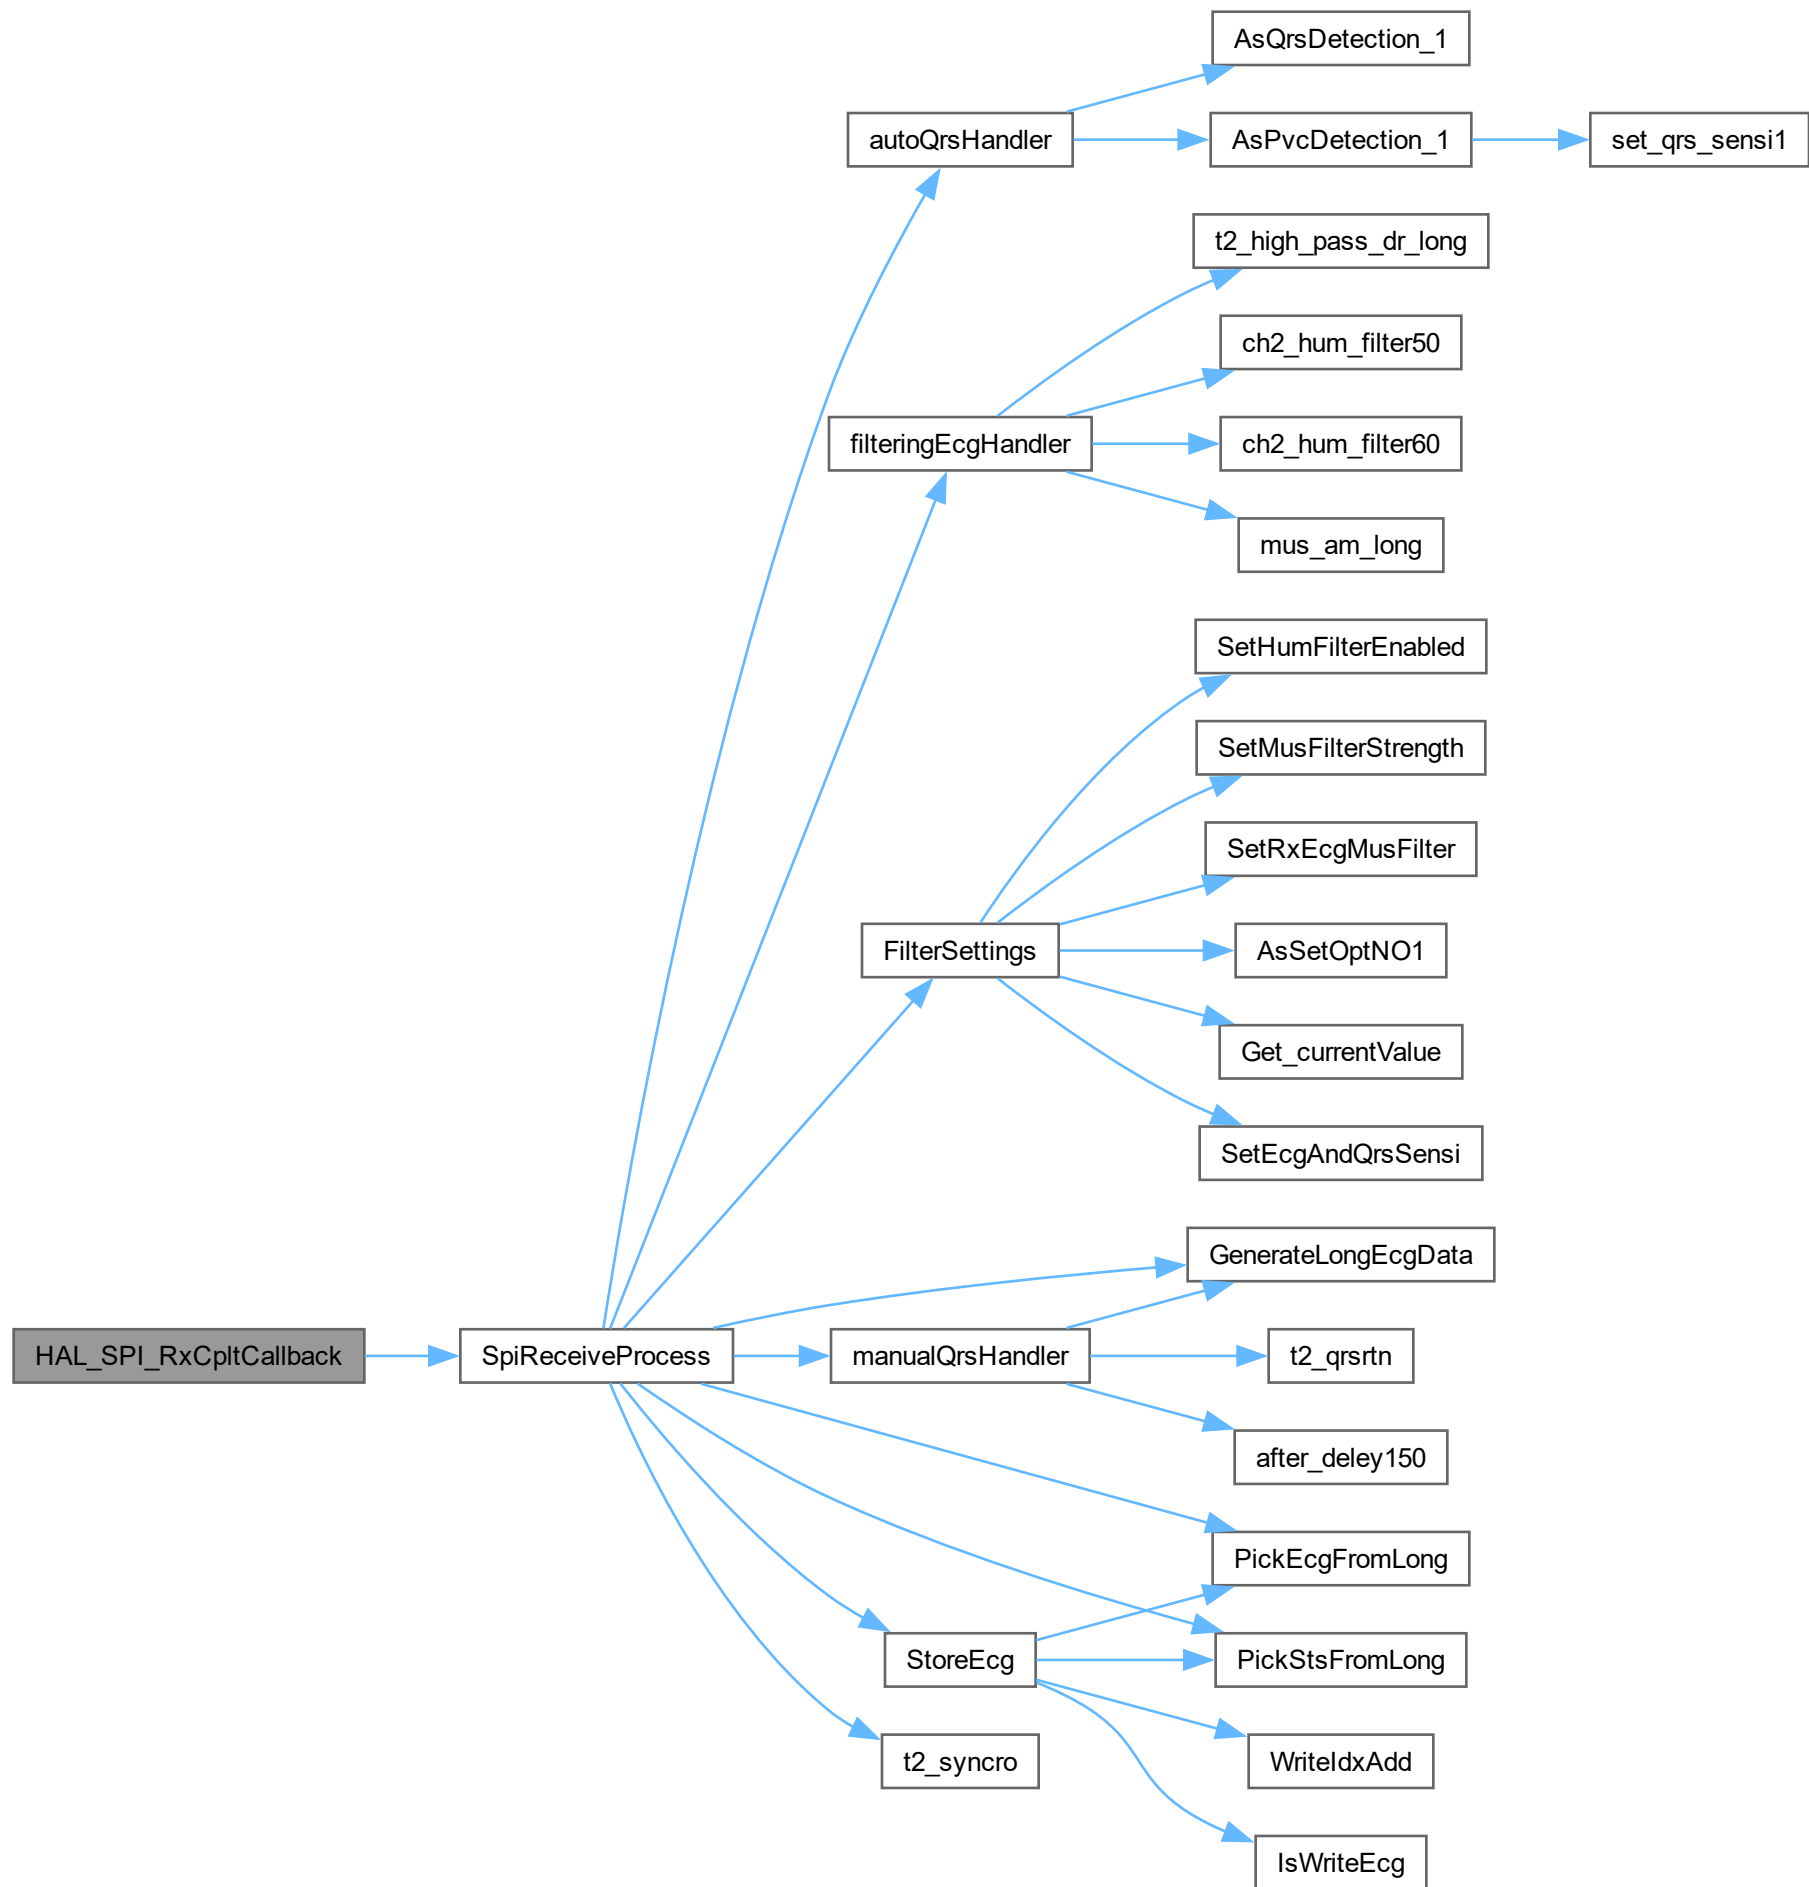 AsQrsDetection_1
autoQrsHandler
AsPvcDetection_1
set_qrs_sensi1
t2_high_pass_dr_long
ch2_hum_filter50
filteringEcgHandler
ch2_hum_filter60
mus_am_long
SetHumFilterEnabled
SetMusFilterStrength
SetRxEcgMusFilter
FilterSettings
AsSetOptNO1
Get_currentValue
SetEcgAndQrsSensi
GenerateLongEcgData
HAL_SPI_RxCpltCallback
SpiReceiveProcess
manualQrsHandler
t2_qrsrtn
after_deley150
PickEcgFromLong
StoreEcg
PickStsFromLong
t2_syncro
WriteIdxAdd
IsWriteEcg